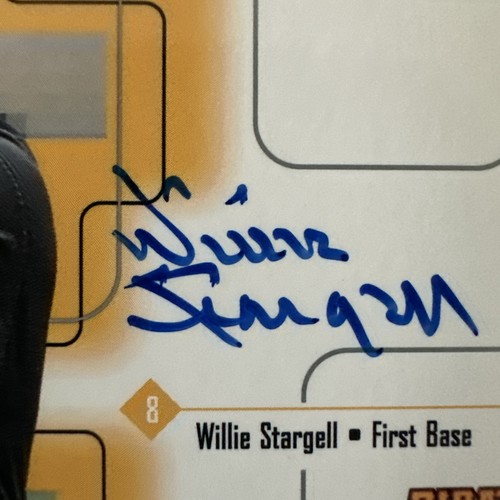 Willie
Stargell
8
Willie Stargell • First Base